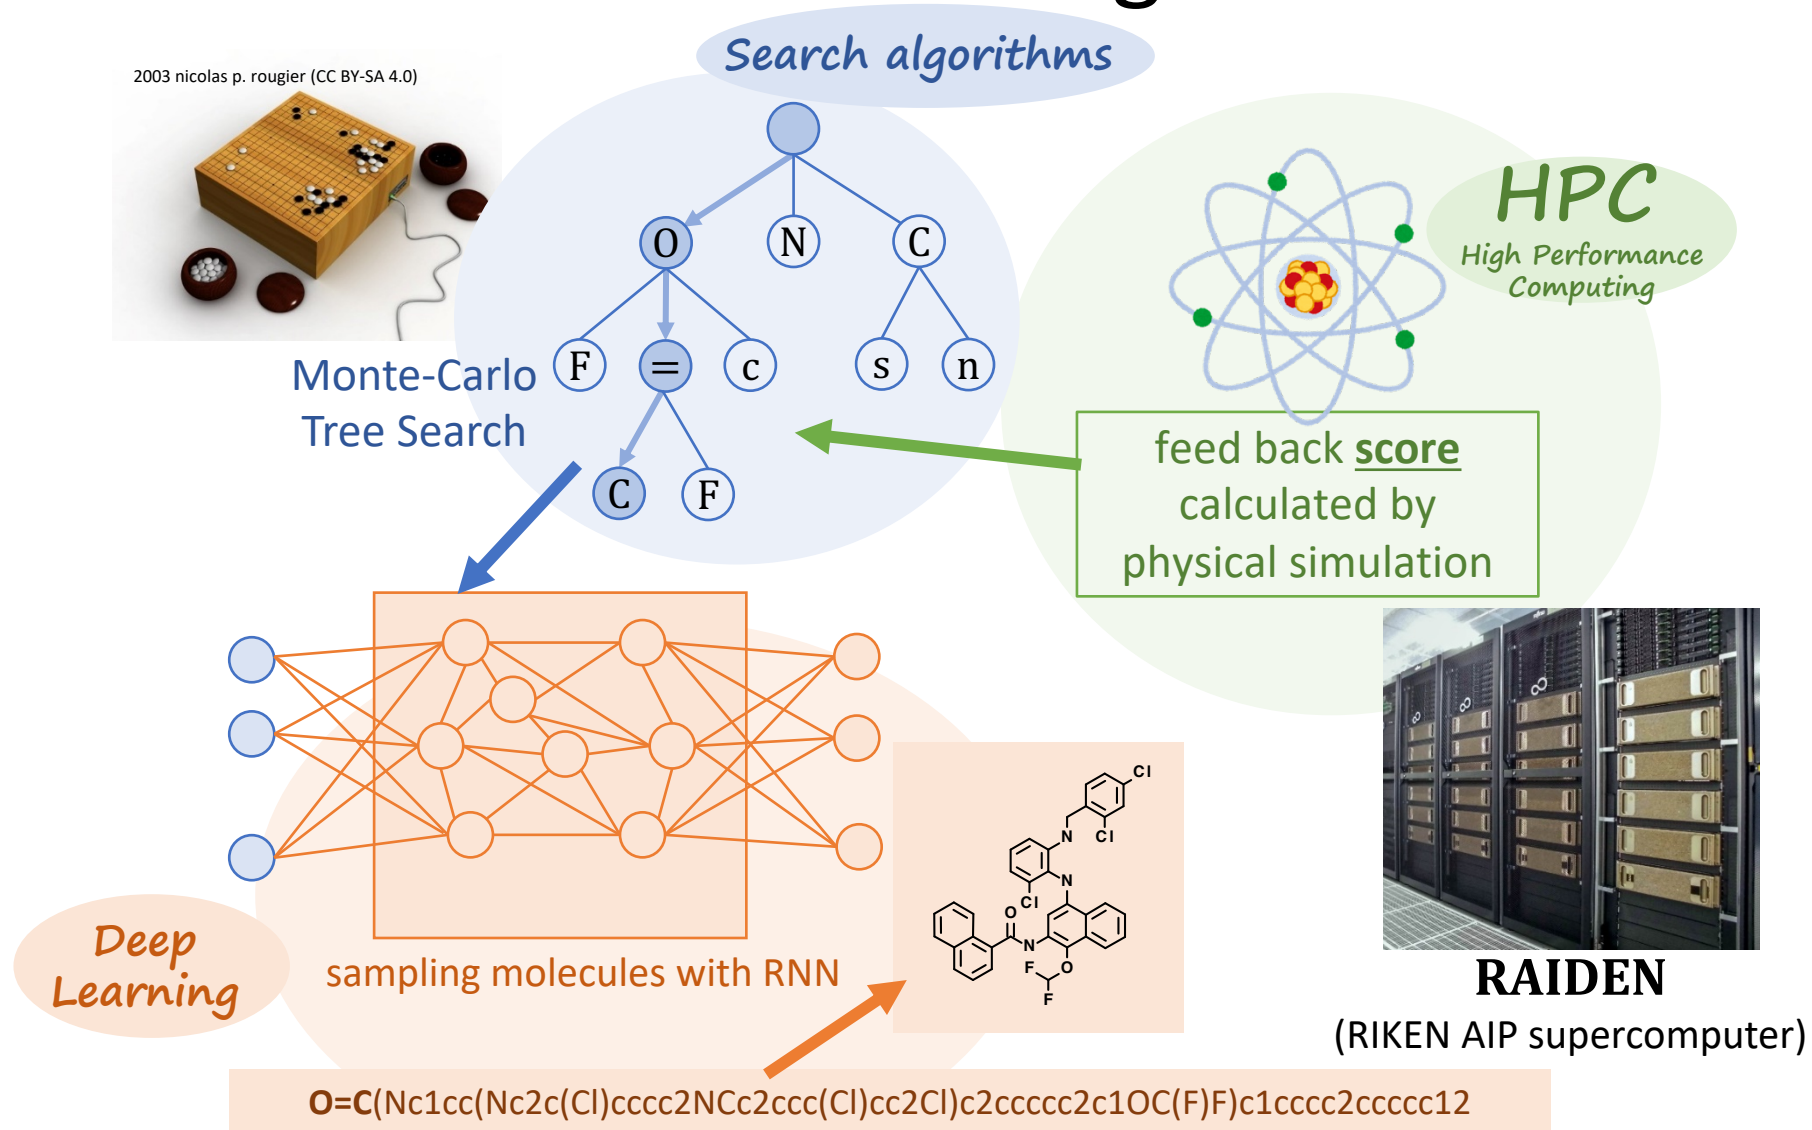 Search algorithms
2003 nicolas p. rougier (CC BY-SA 4.0)
O
N
C
F
=
c
s
n
C
F
Monte-Carlo
Tree Search
HPC
High Performance
Computing
feed back score
calculated by
physical simulation
Deep
Learning
sampling molecules with RNN
Cl
N
Cl
N
Cl
O
N
F
O
F
RAIDEN
(RIKEN AIP supercomputer)
O=C(Nc1cc(Nc2c(Cl)cccc2NCc2ccc(Cl)cc2Cl)c2ccccc2c1OC(F)F)c1cccc2ccccc12